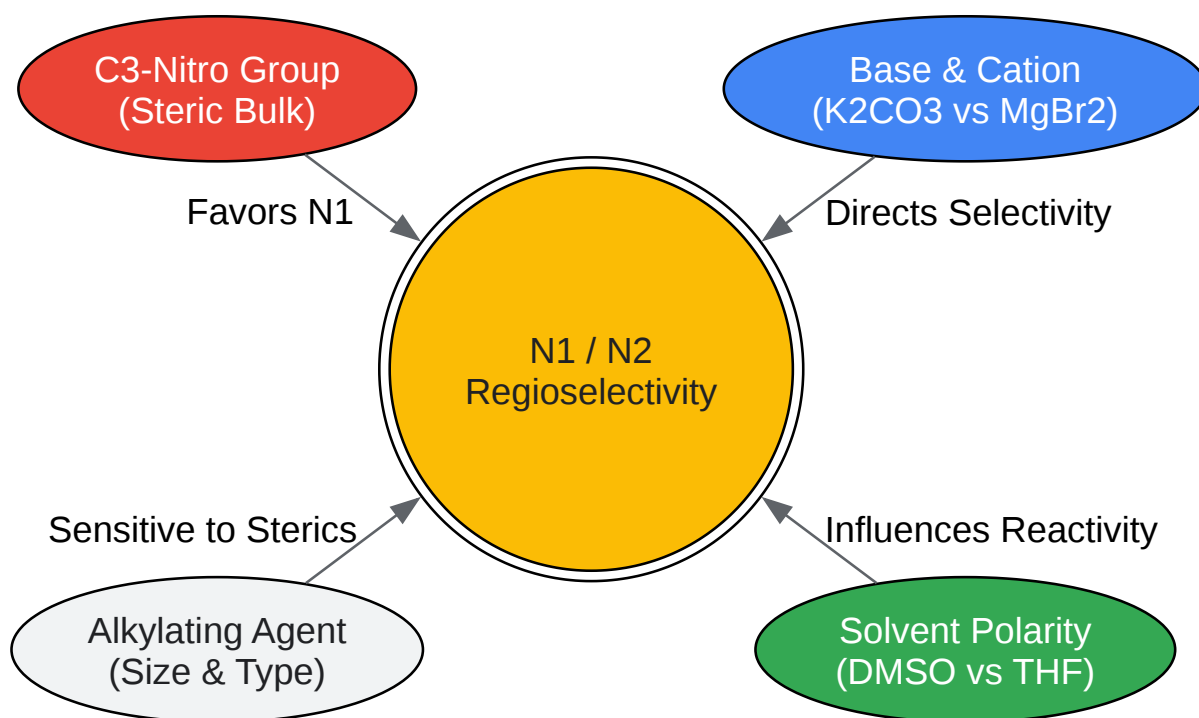 C3-Nitro Group
(Steric Bulk)
Base & Cation
(K2CO3 vs MgBr2)
Favors N1
Directs Selectivity
N1 / N2
Regioselectivity
Sensitive to Sterics
Influences Reactivity
Alkylating Agent
(Size & Type)
Solvent Polarity
(DMSO vs THF)